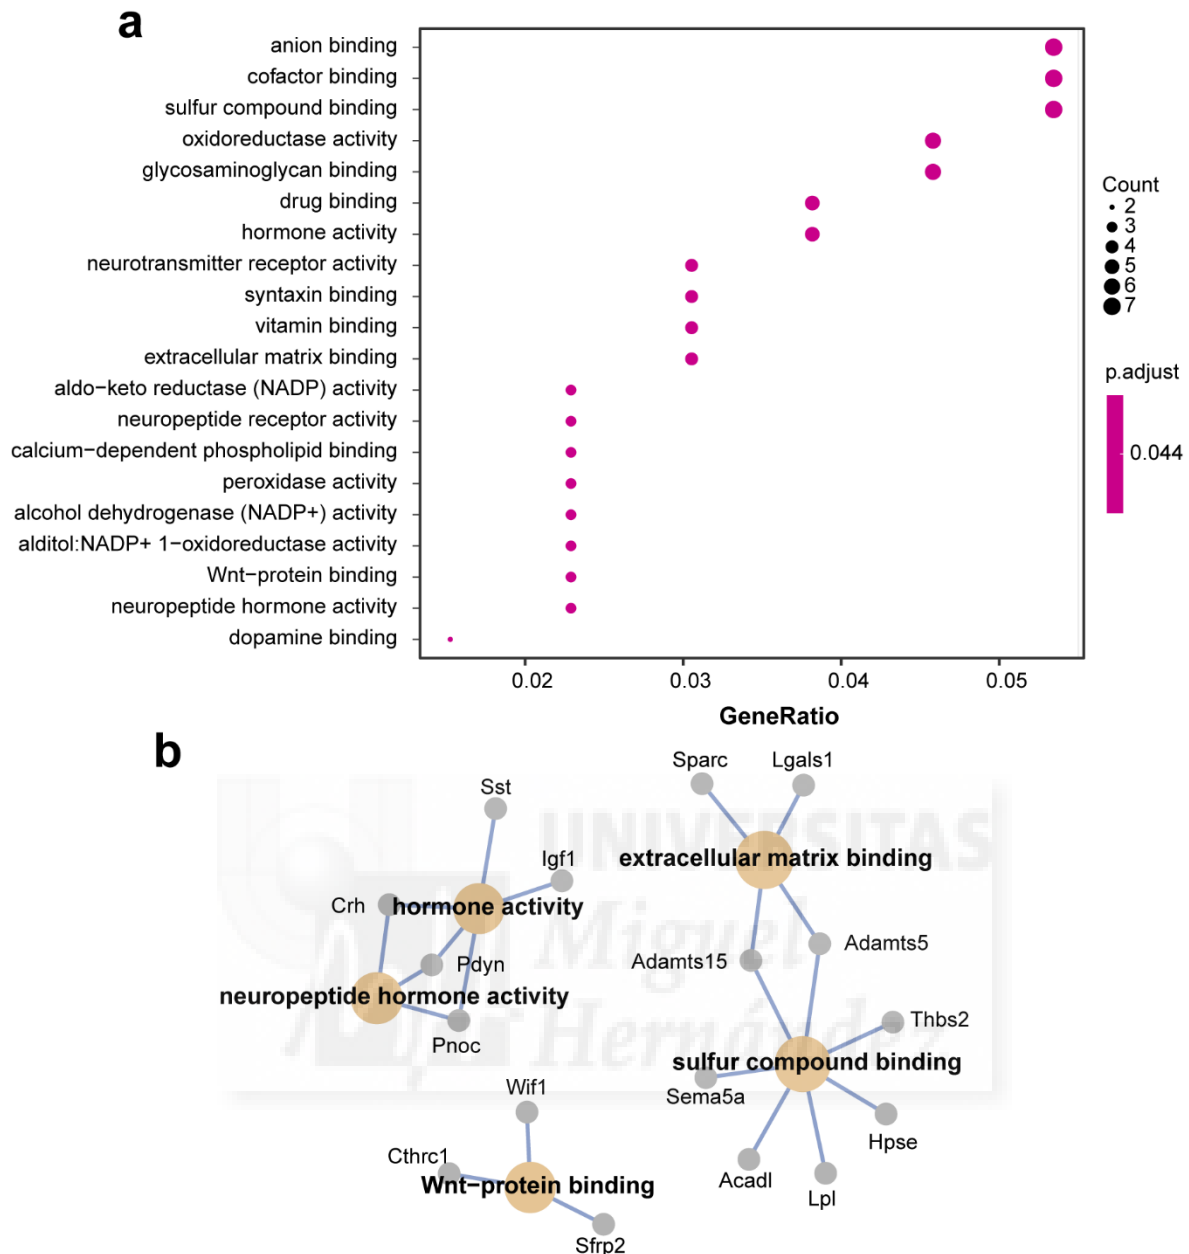 a
anion binding
cofactor binding
sulfur compound binding
oxidoreductase activity
glycosaminoglycan binding
drug binding
hormone activity
neurotransmitter receptor activity
syntaxin binding
vitamin binding
extracellular matrix binding
aldo−keto reductase (NADP) activity
neuropeptide receptor activity
calcium−dependent phospholipid binding
peroxidase activity
alcohol dehydrogenase (NADP+) activity
alditol:NADP+ 1−oxidoreductase activity
Wnt−protein binding
neuropeptide hormone activity
dopamine binding
0.02 0.03 0.04 0.05
GeneRatio
Count
2
3
4
5
6
7
p.adjust
0.044
b
Sparc Lgals1
Sst
UNIVERSITAS
Igf1 extracellular matrix binding
Crh hormone activity
Miguel
Adamts5
Pdyn Adamts15
neuropeptide hormone activity
Hernández
Thbs2
Pnoc
sulfur compound binding
Wif1 Sema5a
Hpse
Cthrc1
Acadl
Wnt−protein binding
Lpl
Sfrp2